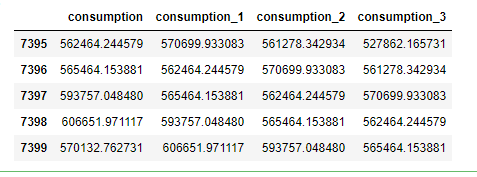 consumption consumption_1 consumption_2 consumption_3
7395 562464.244579 570699.933083 561278.342934 527862.165731
7396 565464.153881 562464.244579 570699.933083 561278.342934
7397 593757.048480 565464.153881 562464.244579 570699.933083
7398 606651.971117 593757.048480 565464.153881 562464.244579
7399 570132.762731 606651.971117 593757.048480 565464.153881